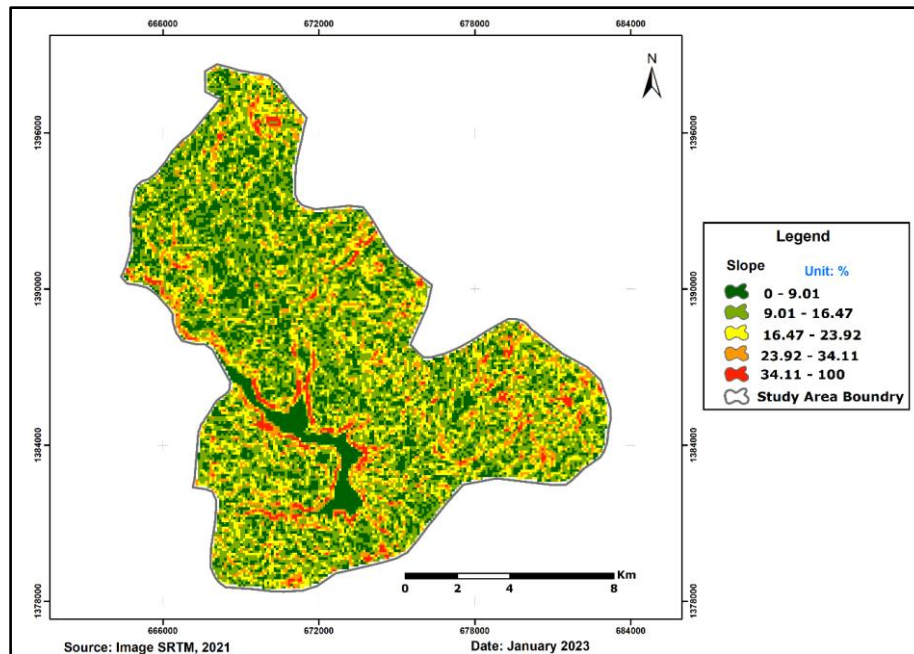 666000 672000 678000 684000
N
1396000 1396000
1390000 1390000
1384000 1384000
1378000 1378000
Legend
Slope Unit: %
0 - 9.01
9.01 - 16.47
16.47 - 23.92
23.92 - 34.11
34.11 - 100
Study Area Boundry
Km
0 2 4 8
666000 672000 678000 684000
Source: Image SRTM, 2021 Date: January 2023